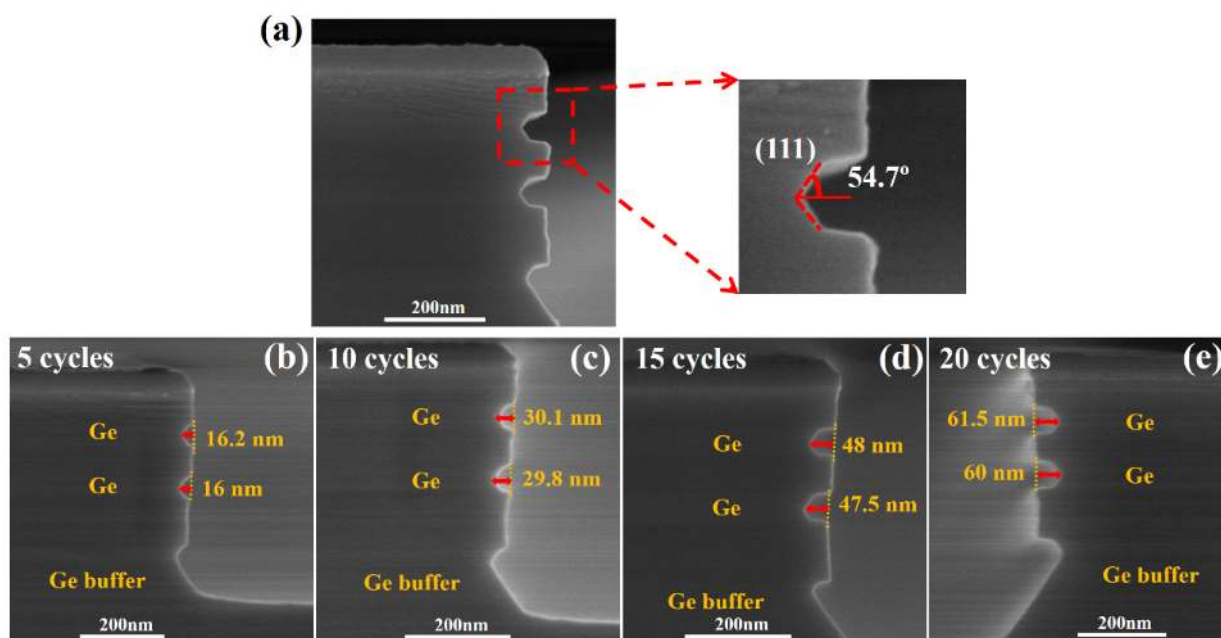 (a)
(111)
54.7º
200nm
5 cycles
(b)
Ge
16.2 nm
Ge
16 nm
Ge buffer
200nm
10 cycles
(c)
Ge
30.1 nm
Ge
29.8 nm
Ge buffer
200nm
15 cycles
(d)
Ge
48 nm
Ge
47.5 nm
Ge buffer
200nm
20 cycles
(e)
61.5 nm
Ge
60 nm
Ge
Ge buffer
200nm